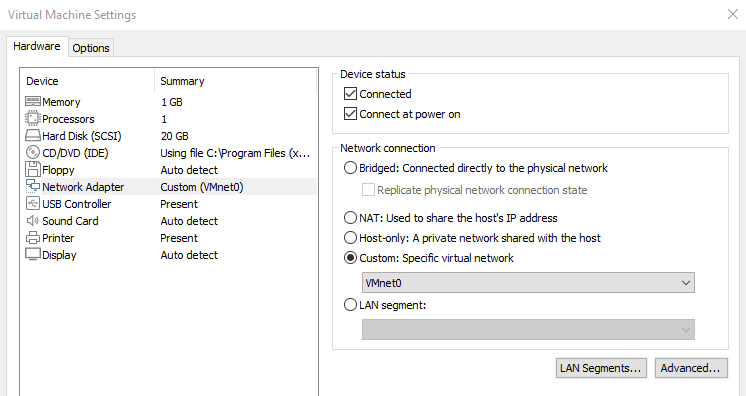 Virtual Machine Settings
Hardware Options
Device Summary
Memory 1 GB
Processors 1
Hard Disk (SCSI) 20 GB
CD/DVD (IDE) Using file C:\Program Files (x...
Floppy Auto detect
Network Adapter Custom (VMnet0)
USB Controller Present
Sound Card Auto detect
Printer Present
Display Auto detect
Device status
Connected
Connect at power on
Network connection
Bridged: Connected directly to the physical network
Replicate physical network connection state
NAT: Used to share the host's IP address
Host-only: A private network shared with the host
Custom: Specific virtual network
VMnet0
LAN segment:
LAN Segments... Advanced...